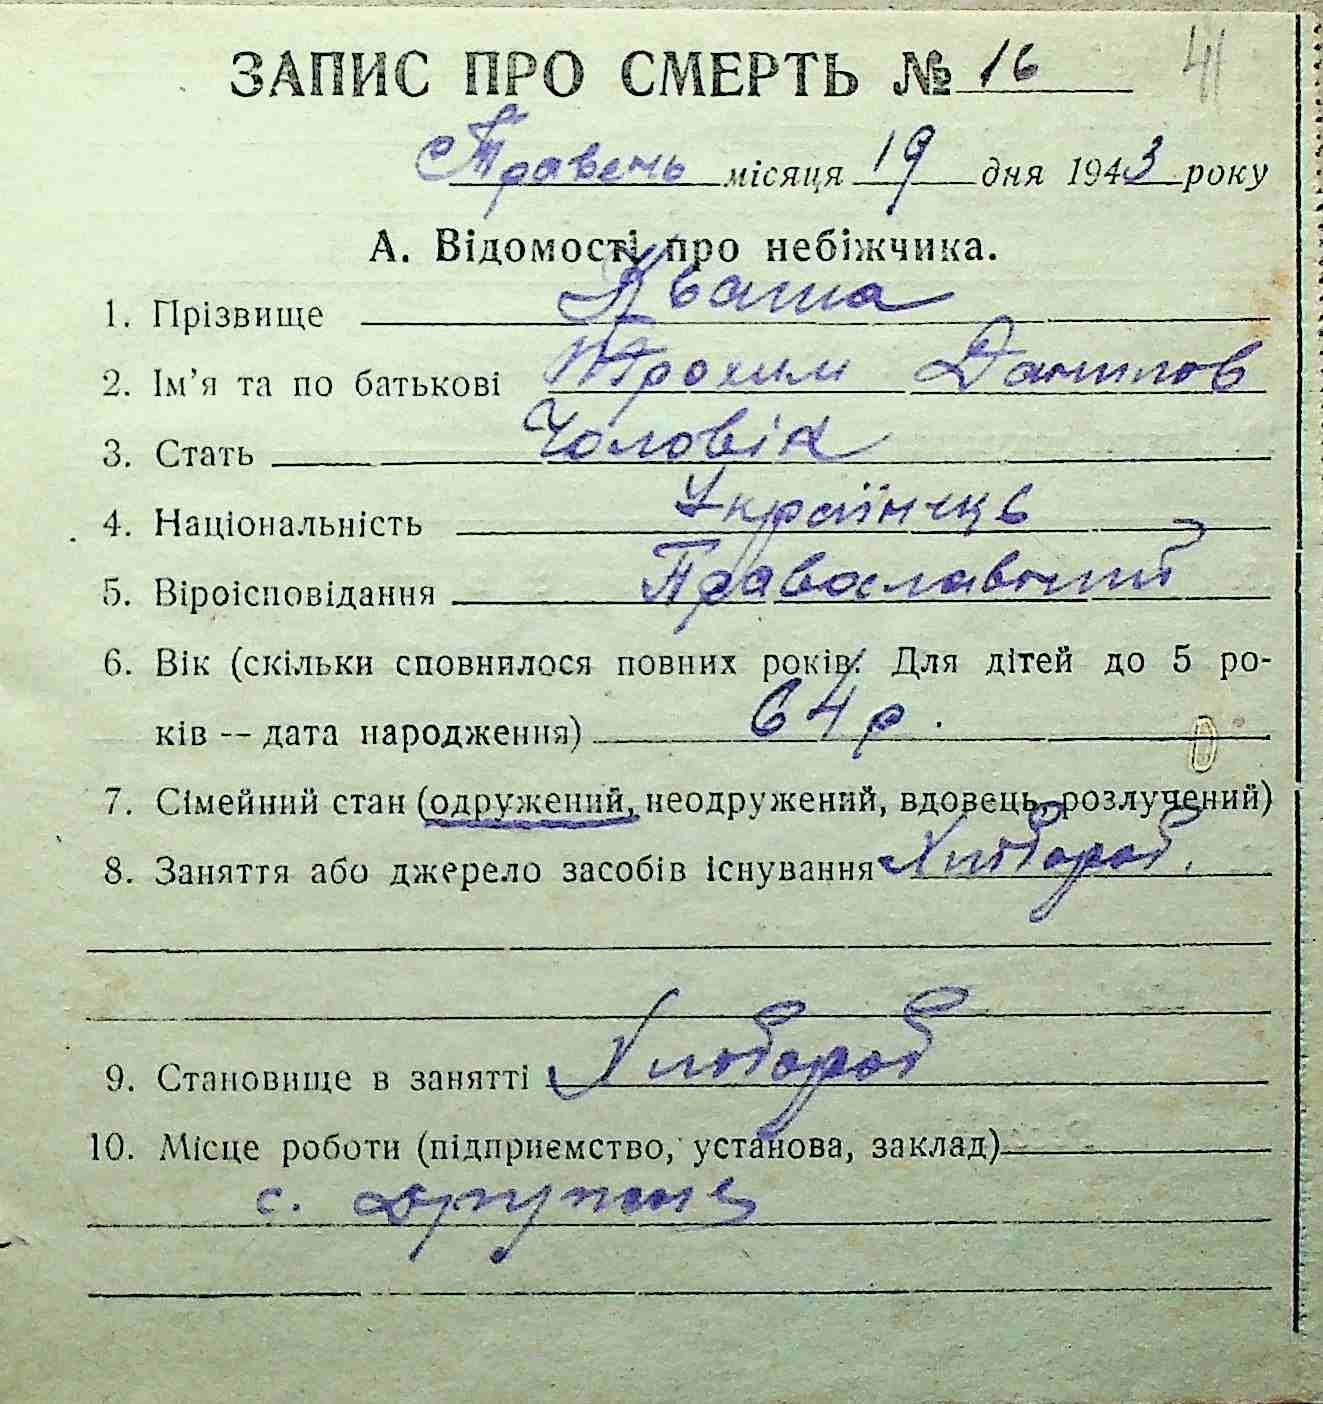 ЗАПИС ПРО СМЕРТЬ № 16
41
Травень місяця 19 дня 1943 року
А. Відомості про небіжчика.
1. Прізвище Кваша
2. Ім’я та по батькові Трохим Данилов
3. Стать Чоловік
4. Національність Українець
5. Віроісповідання Православний
6. Вік (скільки сповнилося повних років. Для дітей до 5 ро-
ків -- дата народження) 64 р.
7. Сімейний стан (одружений, неодружений, вдовець, розлучений)
8. Заняття або джерело засобів існування Хлібороб.
9. Становище в занятті Хлібороб
10. Місце роботи (підприємство, установа, заклад)
с.